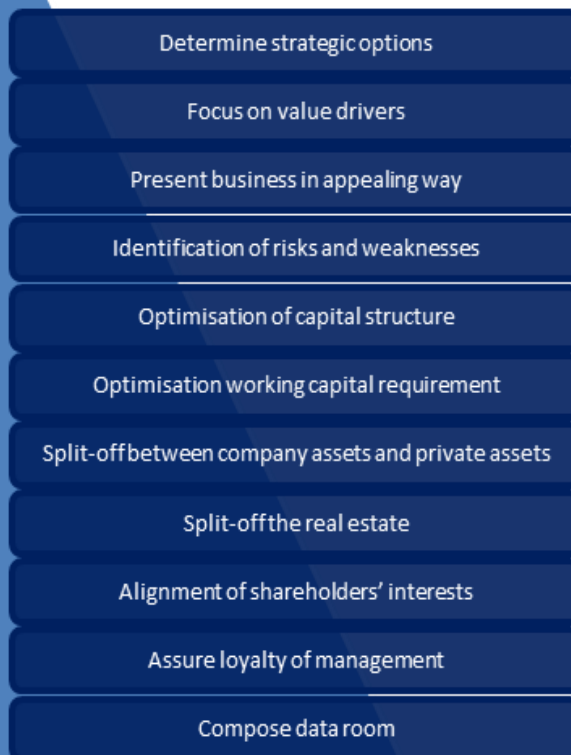 Determine strategic options
Focus on value drivers
Present business in appealing way
Identification of risks and weaknesses
Optimisation of capital structure
Optimisation working capital requirement
Split-off between company assets and private assets
Split-off the real estate
Alignment of shareholders’ interests
Assure loyalty of management
Compose data room